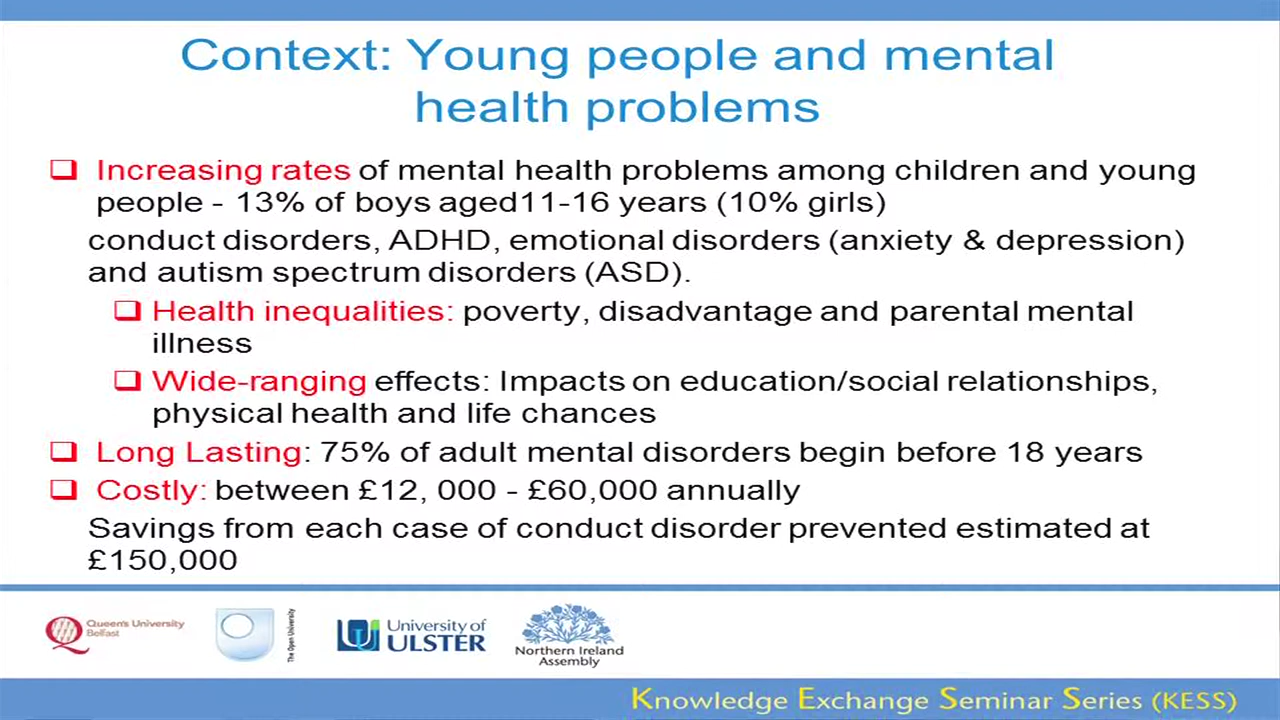 Context: Young people and mental
health problems
Increasing rates of mental health problems among children and young
people - 13% of boys aged11-16 years (10% girls)
conduct disorders, ADHD, emotional disorders (anxiety & depression)
and autism spectrum disorders (ASD).
Health inequalities: poverty, disadvantage and parental mental
illness
Wide-ranging effects: Impacts on education/social relationships,
physical health and life chances
Long Lasting: 75% of adult mental disorders begin before 18 years
Costly: between £12, 000 - £60,000 annually
Savings from each case of conduct disorder prevented estimated at
£150,000
Queen's University
Belfast
The Open University
University of
ULSTER
Northern Ireland
Assembly
Knowledge Exchange Seminar Series (KESS)